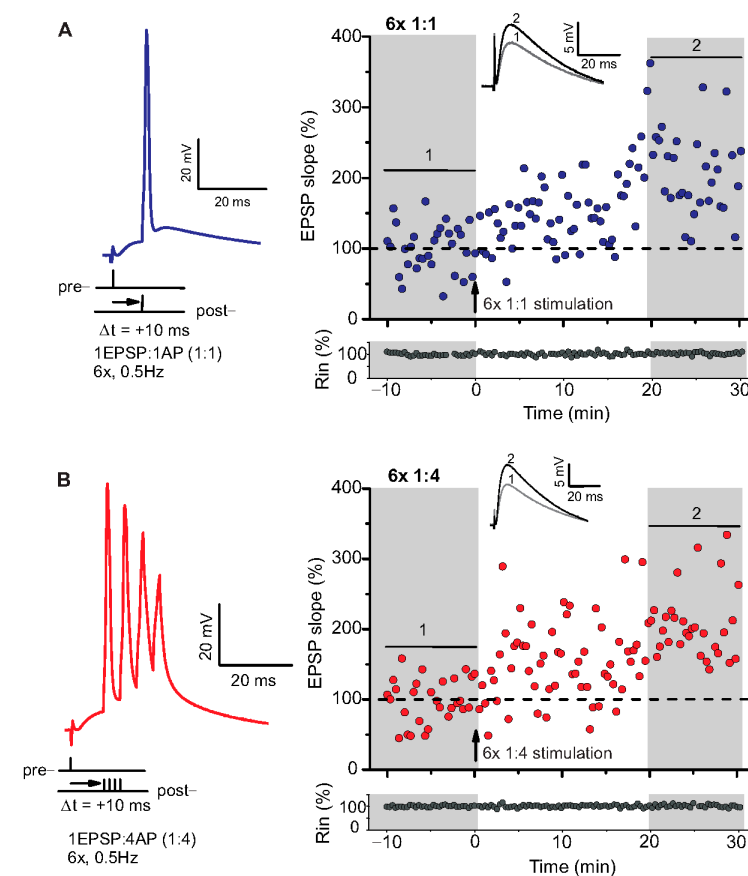 A
20 mV
20 ms
pre–
post–
Δt = +10 ms
1EPSP:1AP (1:1)
6x, 0.5Hz
6x 1:1
2
1
5 mV
20 ms
1
2
EPSP slope (%)
400
300
200
100
0
6x 1:1 stimulation
Rin (%)
100
0
–10
0
10
20
30
Time (min)
B
20 mV
20 ms
pre–
post–
Δt = +10 ms
1EPSP:4AP (1:4)
6x, 0.5Hz
6x 1:4
2
1
5 mV
20 ms
1
2
EPSP slope (%)
400
300
200
100
0
6x 1:4 stimulation
Rin (%)
100
0
–10
0
10
20
30
Time (min)